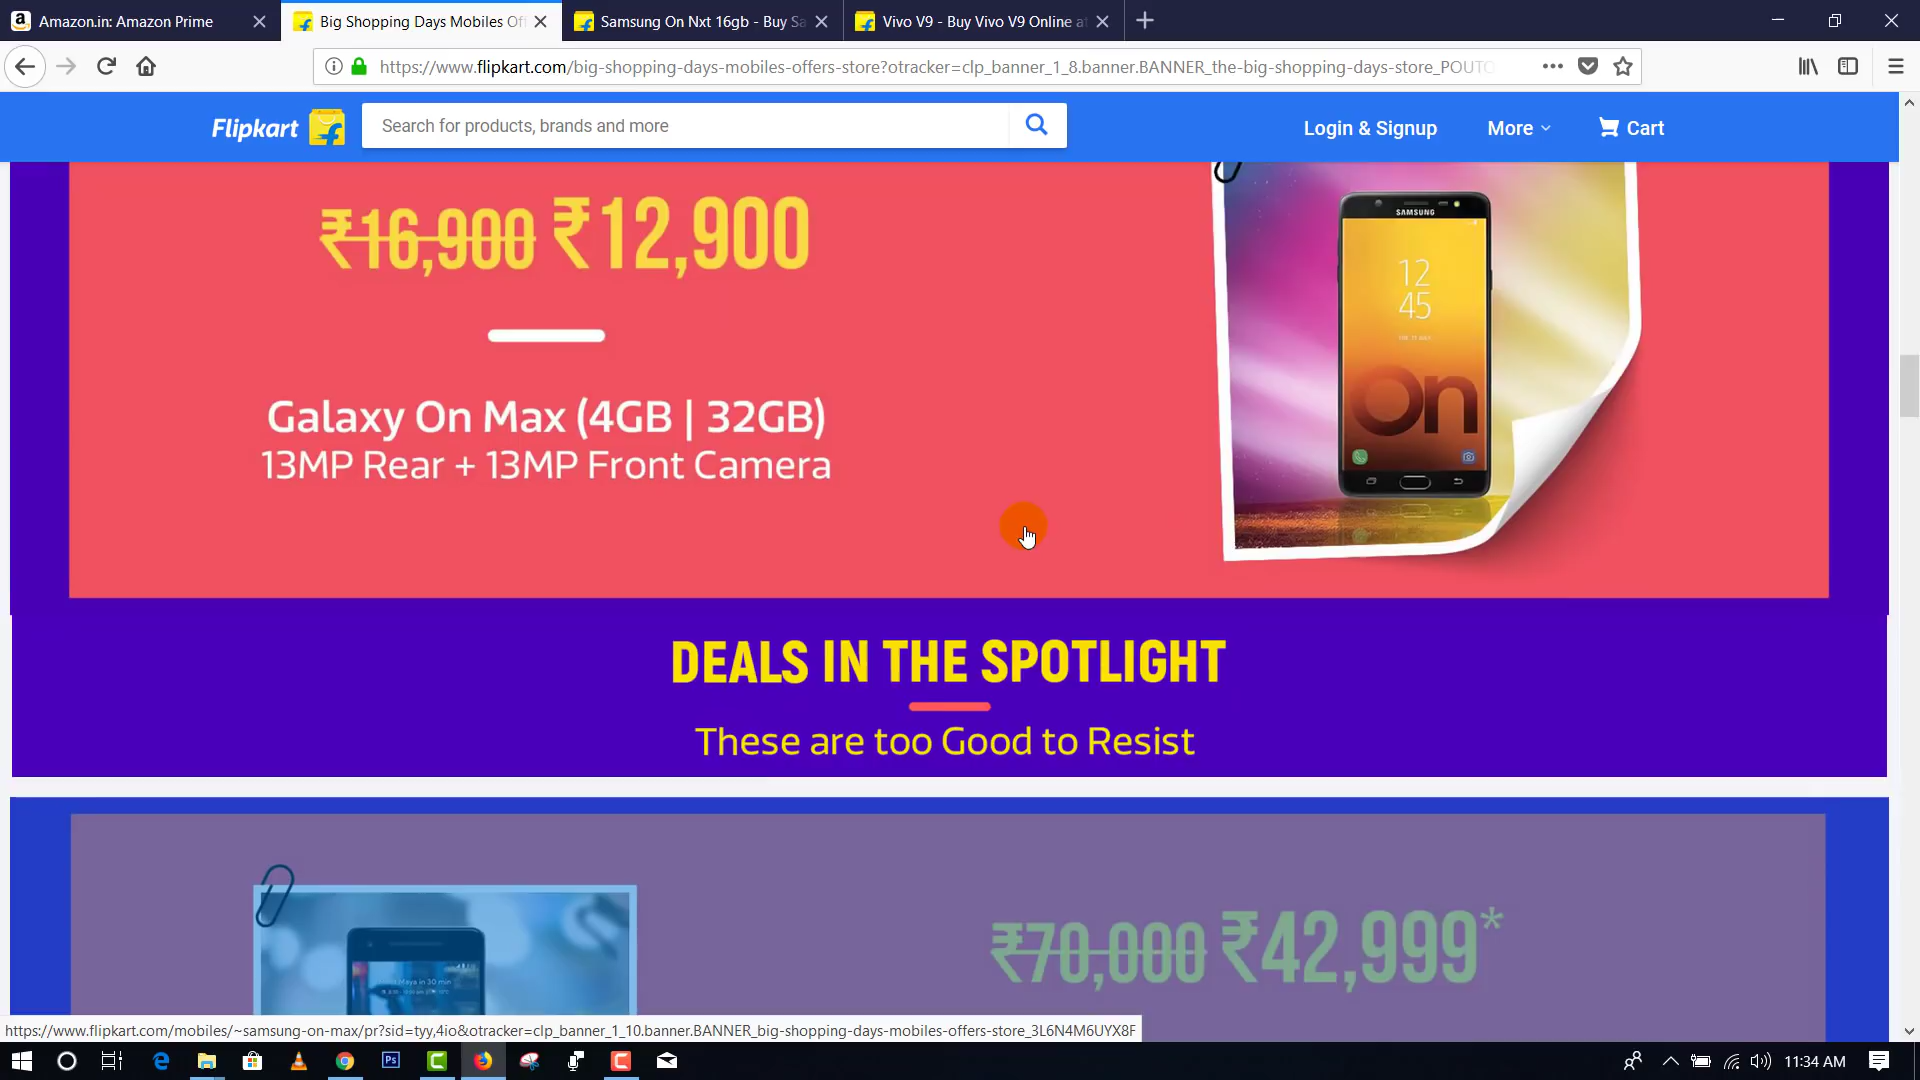 Amazon.in: Amazon Prime
Big Shopping Days Mobiles Of
Samsung On Nxt 16gb - Buy Sa
Vivo V9 - Buy Vivo V9 Online a
https://www.flipkart.com/big-shopping-days-mobiles-offers-store?otracker=clp_banner_1_8.banner.BANNER_the-big-shopping-days-store_POUTO
Flipkart
Search for products, brands and more
Login & Signup
More
Cart
₹16,900 ₹12,900
Galaxy On Max (4GB | 32GB)
13MP Rear + 13MP Front Camera
SAMSUNG
12
45
On
DEALS IN THE SPOTLIGHT
These are too Good to Resist
₹70,000 ₹42,999*
https://www.flipkart.com/mobiles/~samsung-on-max/pr?sid=tyy,4io&otracker=clp_banner_1_10.banner.BANNER_big-shopping-days-mobiles-offers-store_3L6N4M6UYX8F
Ps
11:34 AM